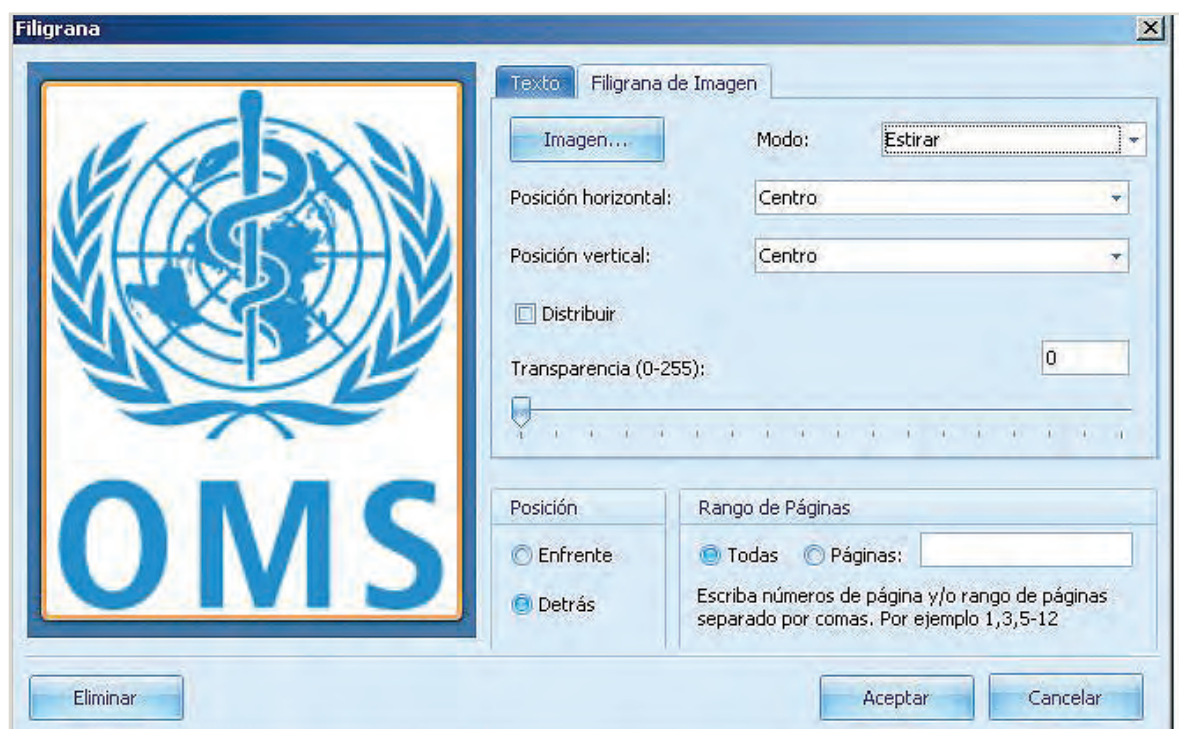 Filigrana
Texto Filigrana de Imagen
Imagen... Modo: Estirar
Posición horizontal: Centro
Posición vertical: Centro
Distribuir
Transparencia (0-255): 0
OMS
Posición
Enfrente
Detrás
Rango de Páginas
Todas Páginas:
Escriba números de página y/o rango de páginas
separado por comas. Por ejemplo 1,3,5-12
Eliminar Aceptar Cancelar